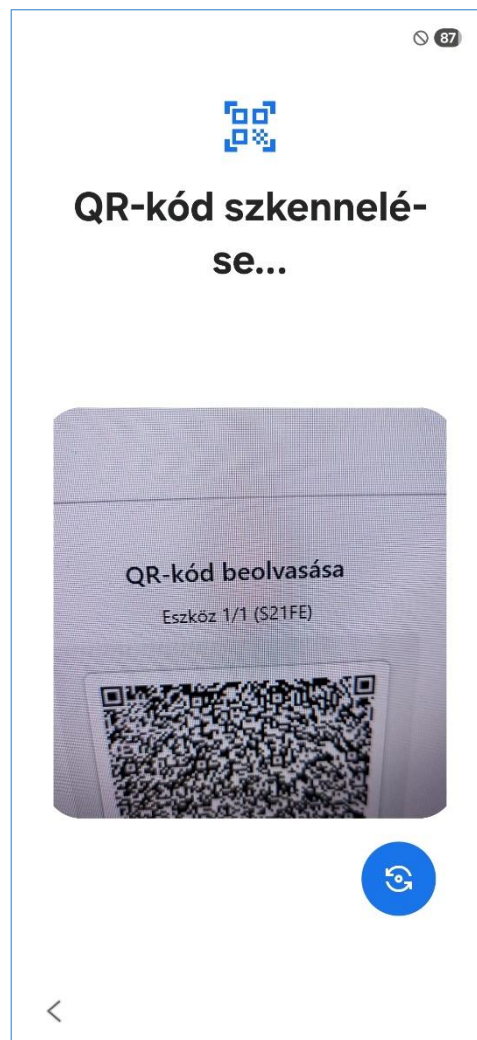 87
QR-kód szkennelé-
se...
QR-kód beolvasása
Eszköz 1/1 (S21FE)